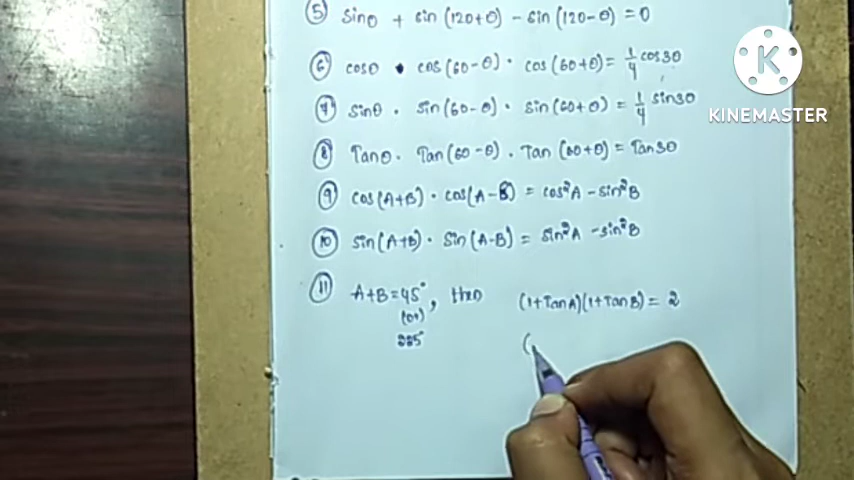 ⑤ sinθ + sin(120+θ) - sin(120-θ) = 0
⑥ cosθ • cos(60-θ) • cos(60+θ) = 1/4 cos3θ
⑦ sinθ • sin(60-θ) • sin(60+θ) = 1/4 sin3θ
⑧ Tanθ • Tan(60-θ) • Tan(60+θ) = Tan3θ
⑨ cos(A+B) • cos(A-B) = cos²A - sin²B
⑩ sin(A+B) • sin(A-B) = sin²A - sin²B
⑪ A+B = 45°, then (1+TanA)(1+TanB) = 2
(or)
225° (
K
KINEMASTER